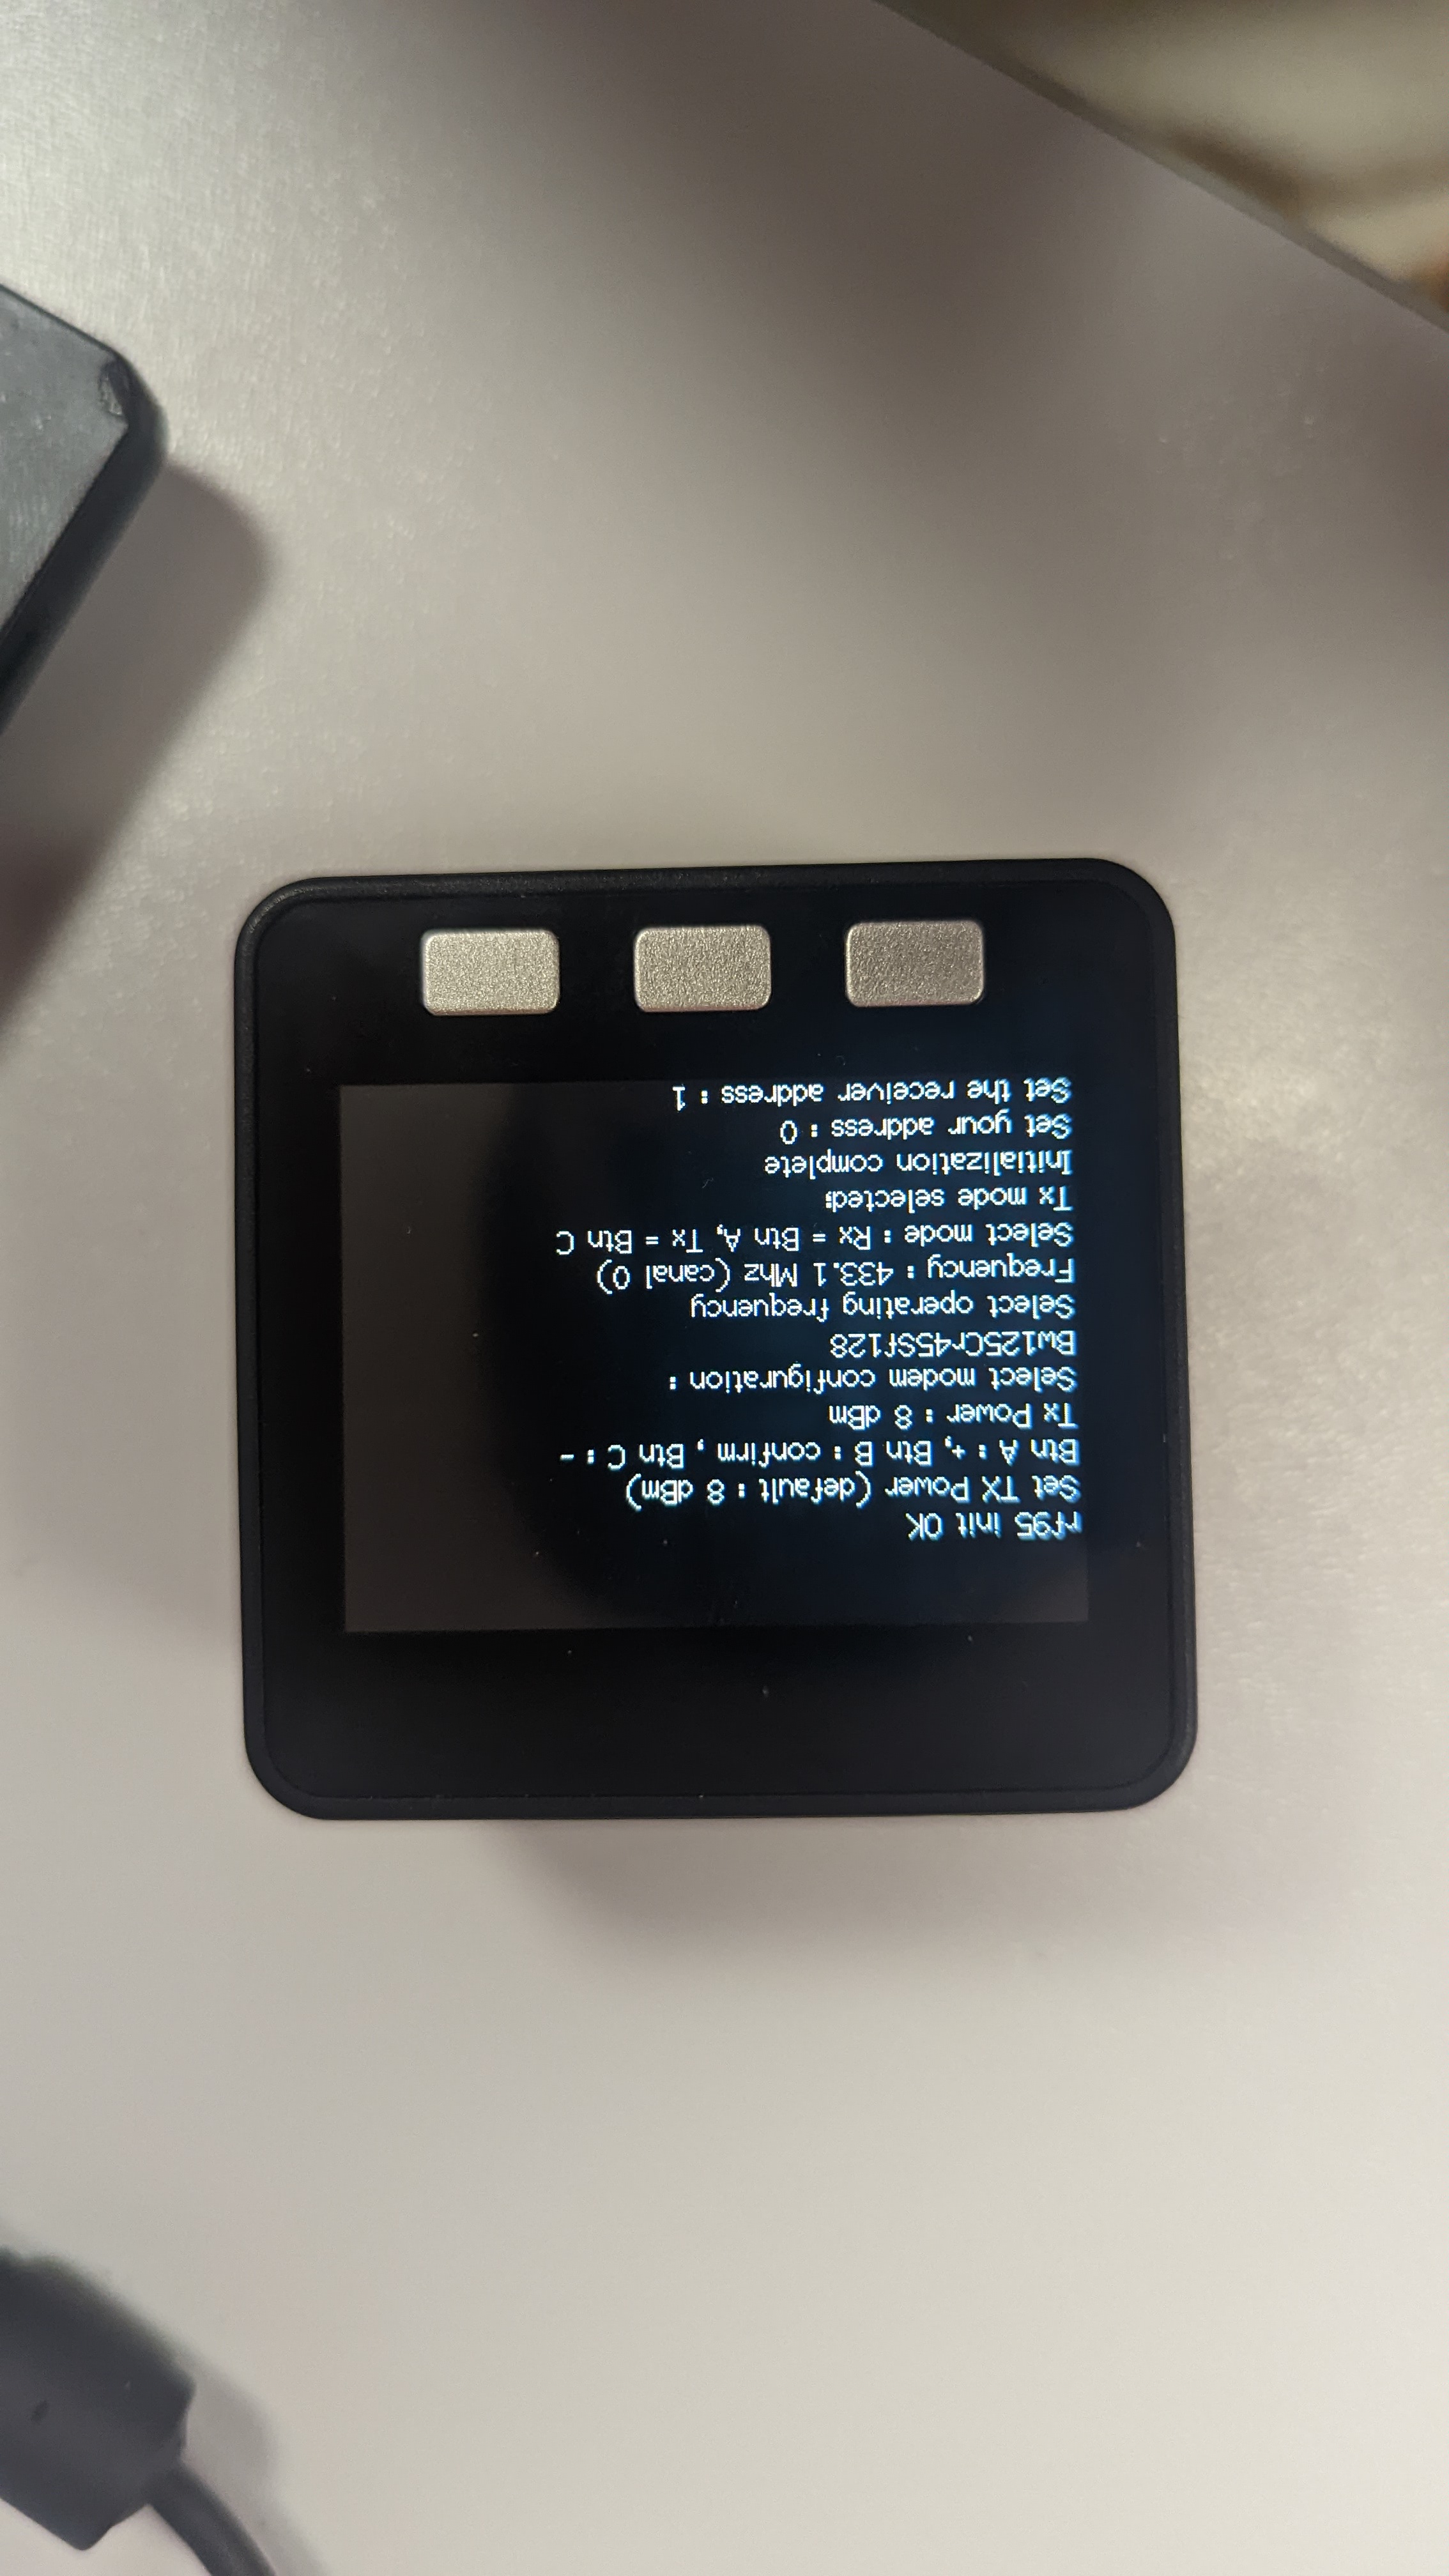 rf95 init OK
Set TX Power (default : 8 dBm)
Btn A : +, Btn B : confirm , Btn C : -
Tx Power : 8 dBm
Select modem configuration :
Bw125Cr45Sf128
Select operating frequency
Frequency : 433.1 Mhz (canal 0)
Select mode : Rx = Btn A, Tx = Btn C
Tx mode selected;
Initialization complete
Set your address : 0
Set the receiver address : 1